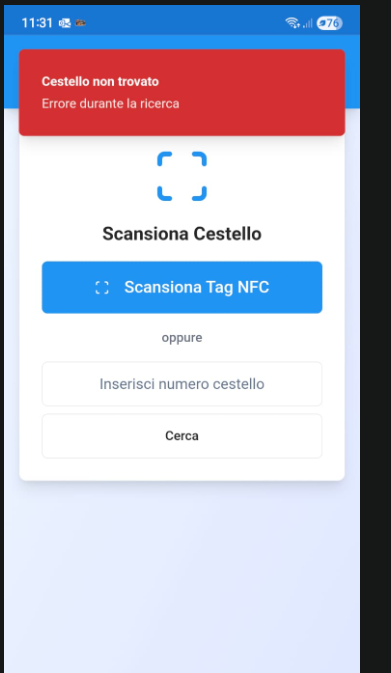 11:31
76
Cestello non trovato
Errore durante la ricerca
Scansiona Cestello
Scansiona Tag NFC
oppure
Inserisci numero cestello
Cerca